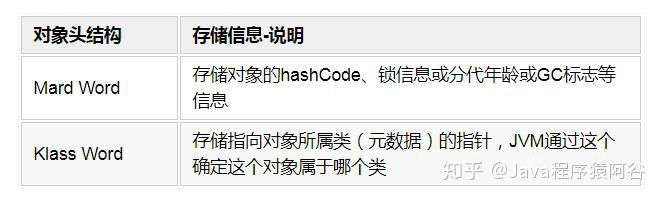 对象头结构 存储信息-说明
Mard Word 存储对象的hashCode、锁信息或分代年龄或GC标志等
信息
Klass Word 存储指向对象所属类（元数据）的指针，JVM通过这个
确定这个对象属于哪个类
知乎 @Java程序猿阿谷